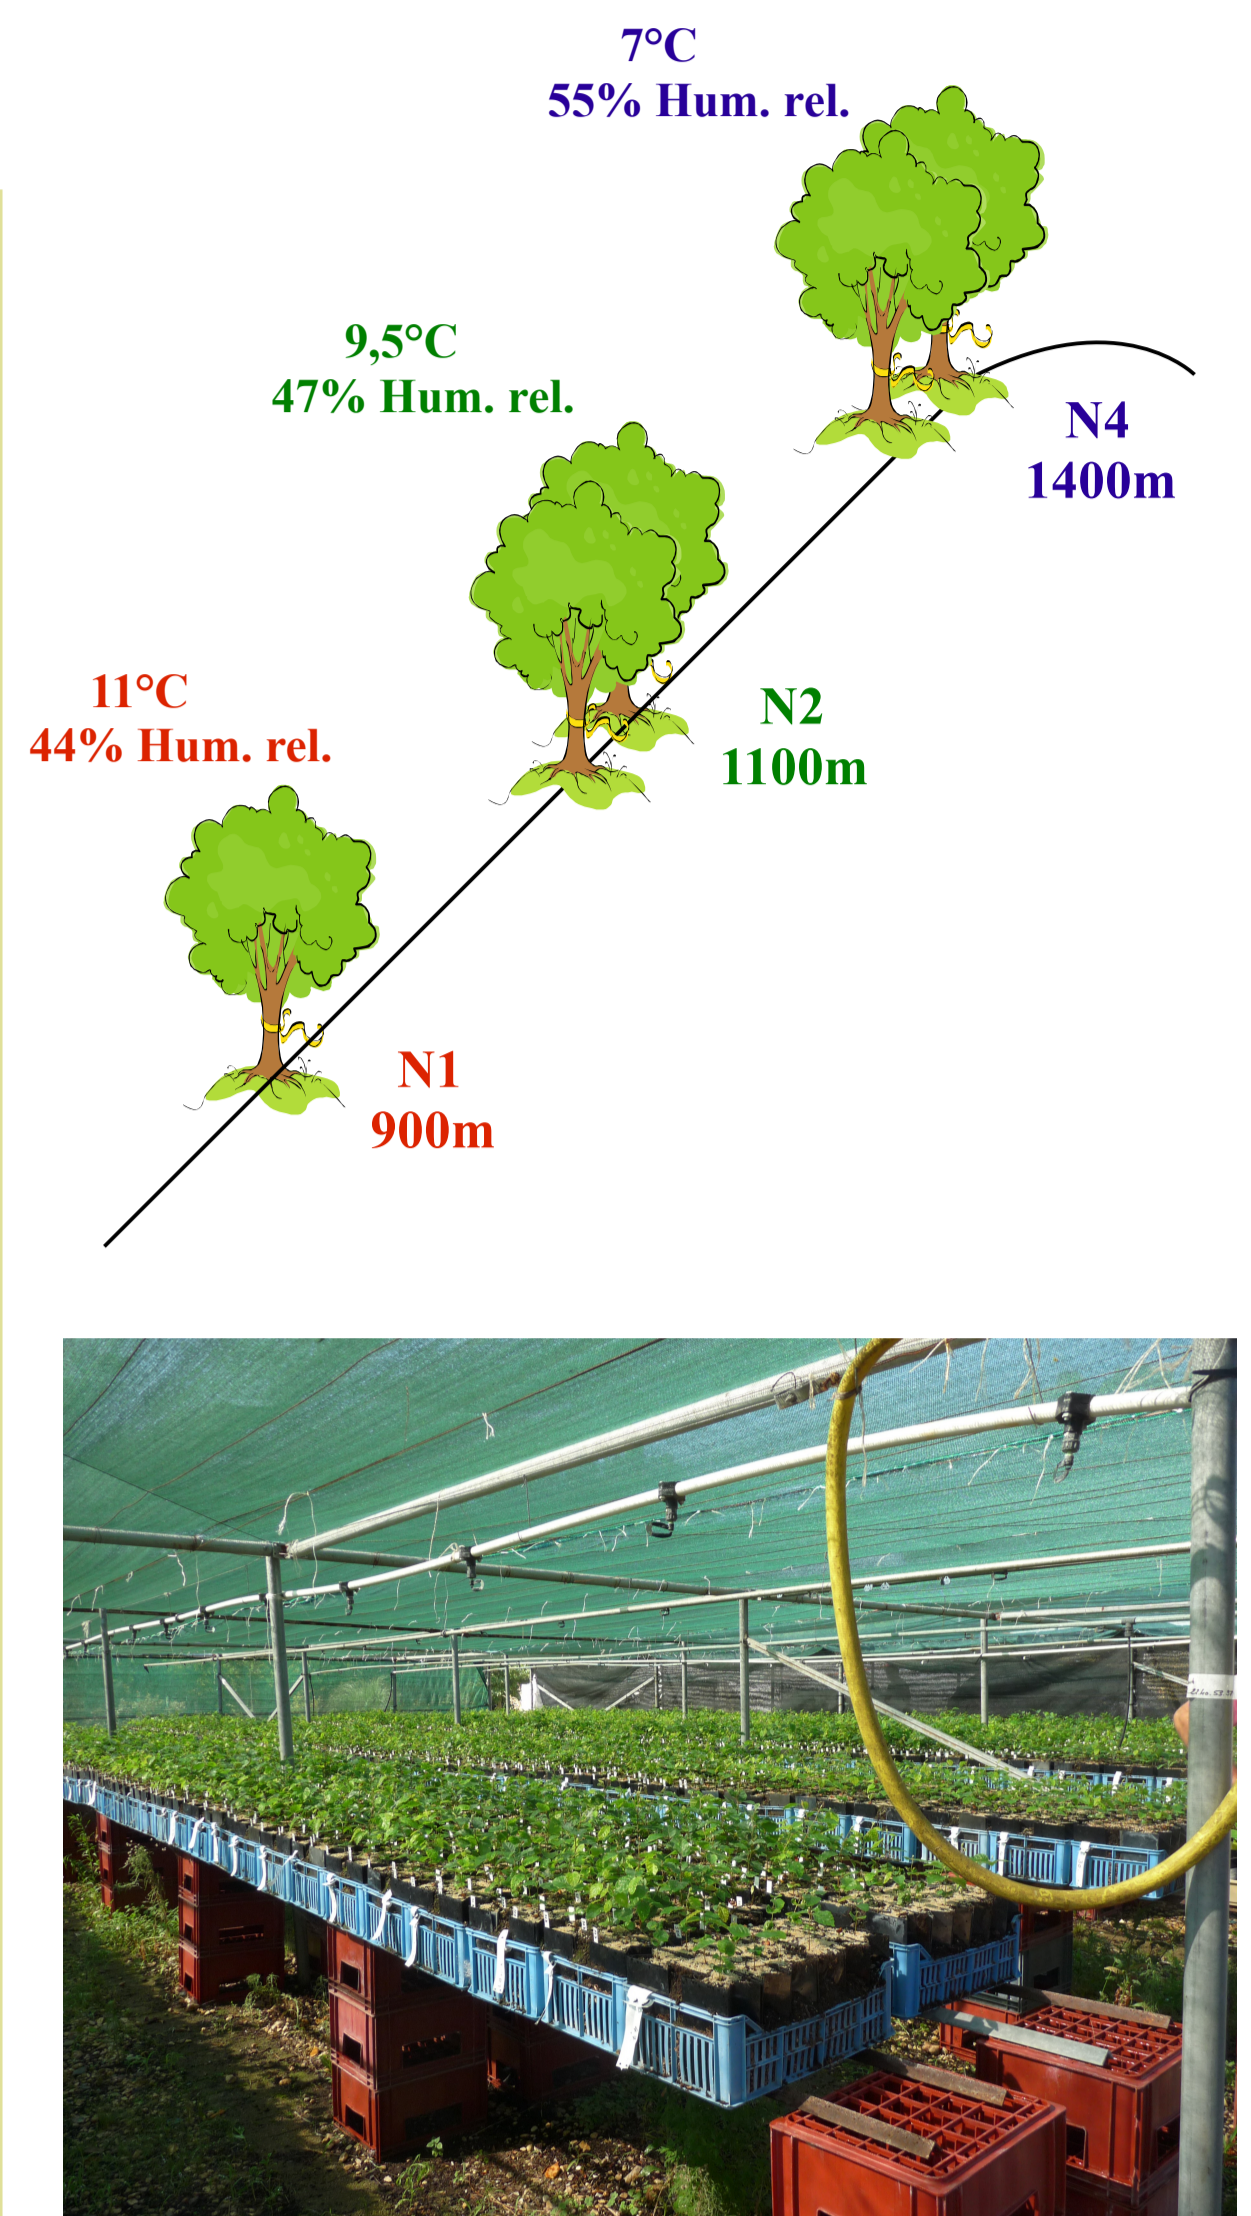 7°C
55% Hum. rel.
9,5°C
47% Hum. rel.
N4
1400m
11°C
44% Hum. rel.
N2
1100m
N1
900m